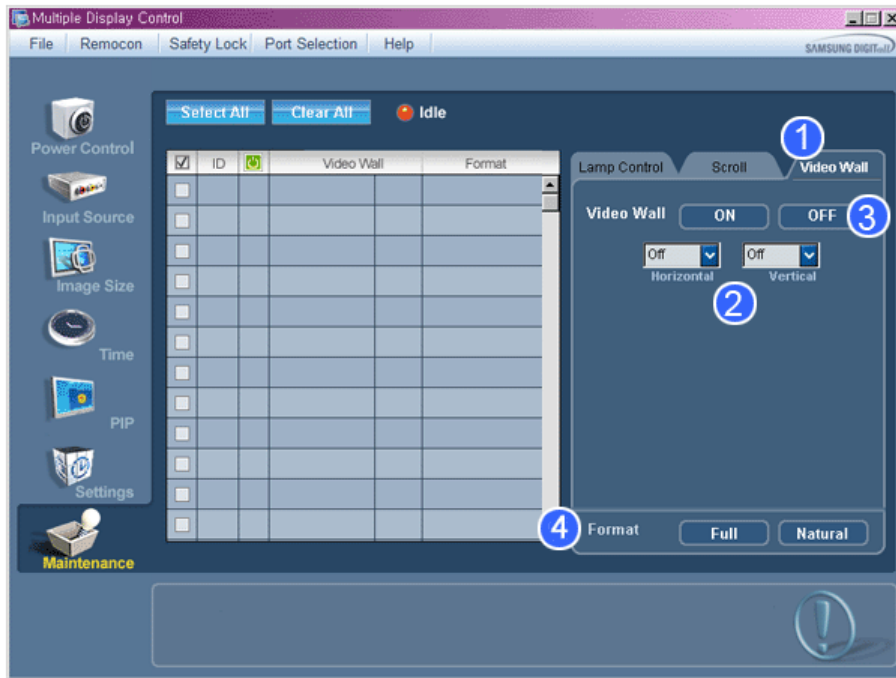 Multiple Display Control
File Remocon Safety Lock Port Selection Help
SAMSUNG DIGITall
Select All Clear All Idle
Power Control
Input Source
Image Size
Time
PIP
Settings
Maintenance
ID Video Wall Format
1
Lamp Control Scroll Video Wall
Video Wall ON OFF 3
Off Off
Horizontal Vertical
2
4 Format Full Natural